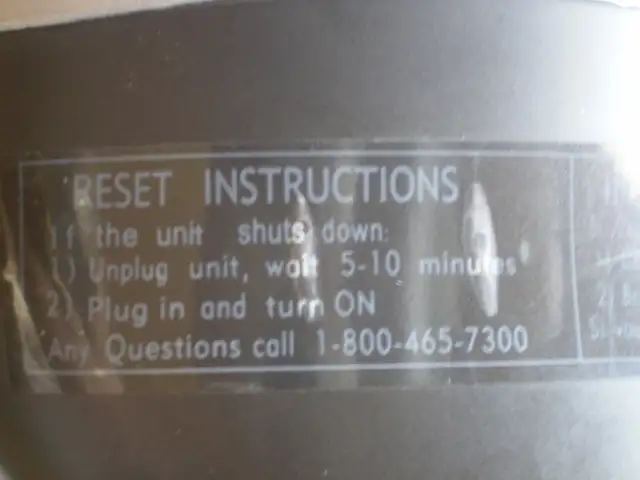 RESET INSTRUCTIONS
If the unit shuts down:
1) Unplug unit, wait 5-10 minutes
2) Plug in and turn ON
Any Questions call 1-800-465-7300